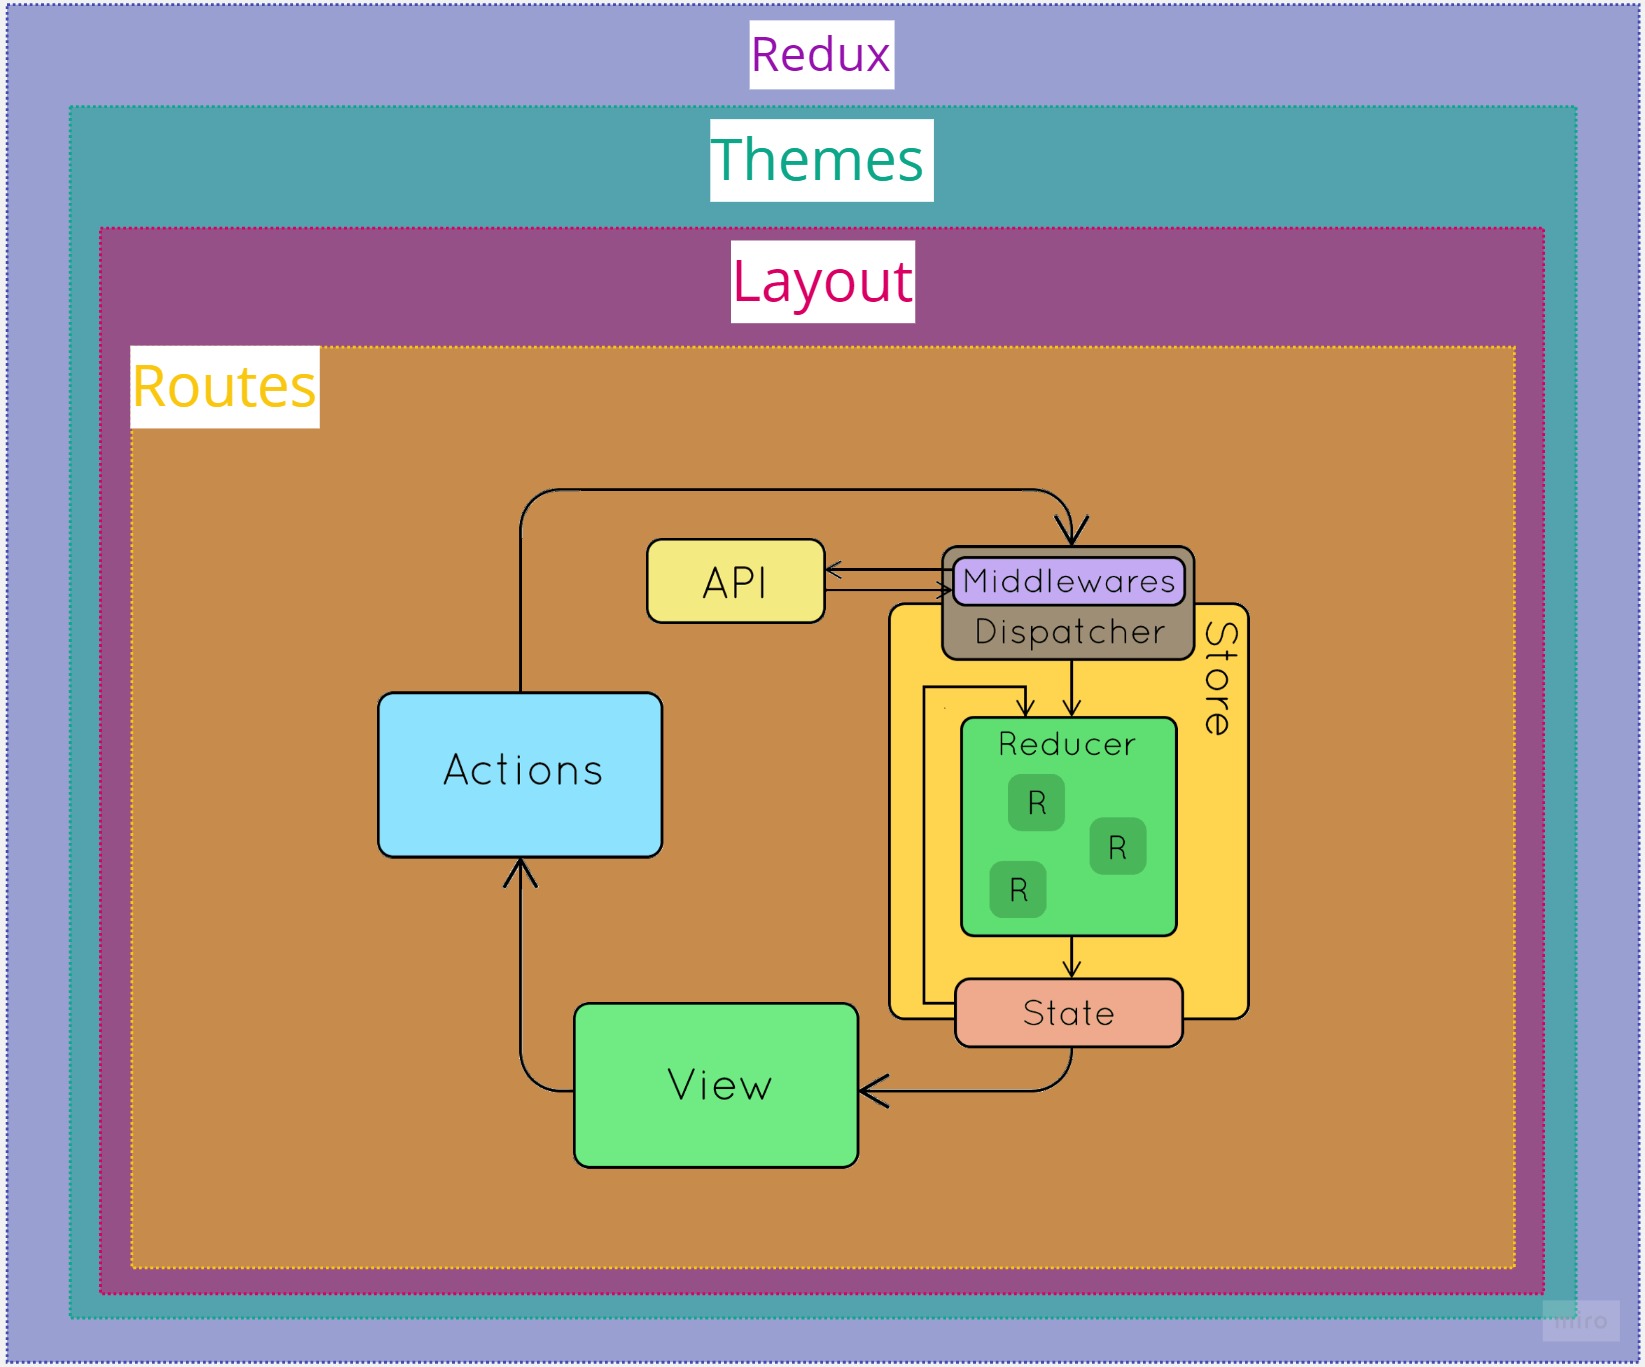 Redux
Themes
Layout
Routes
API
Middlewares
Dispatcher
Store
Actions
Reducer
R
R
R
State
View
miro